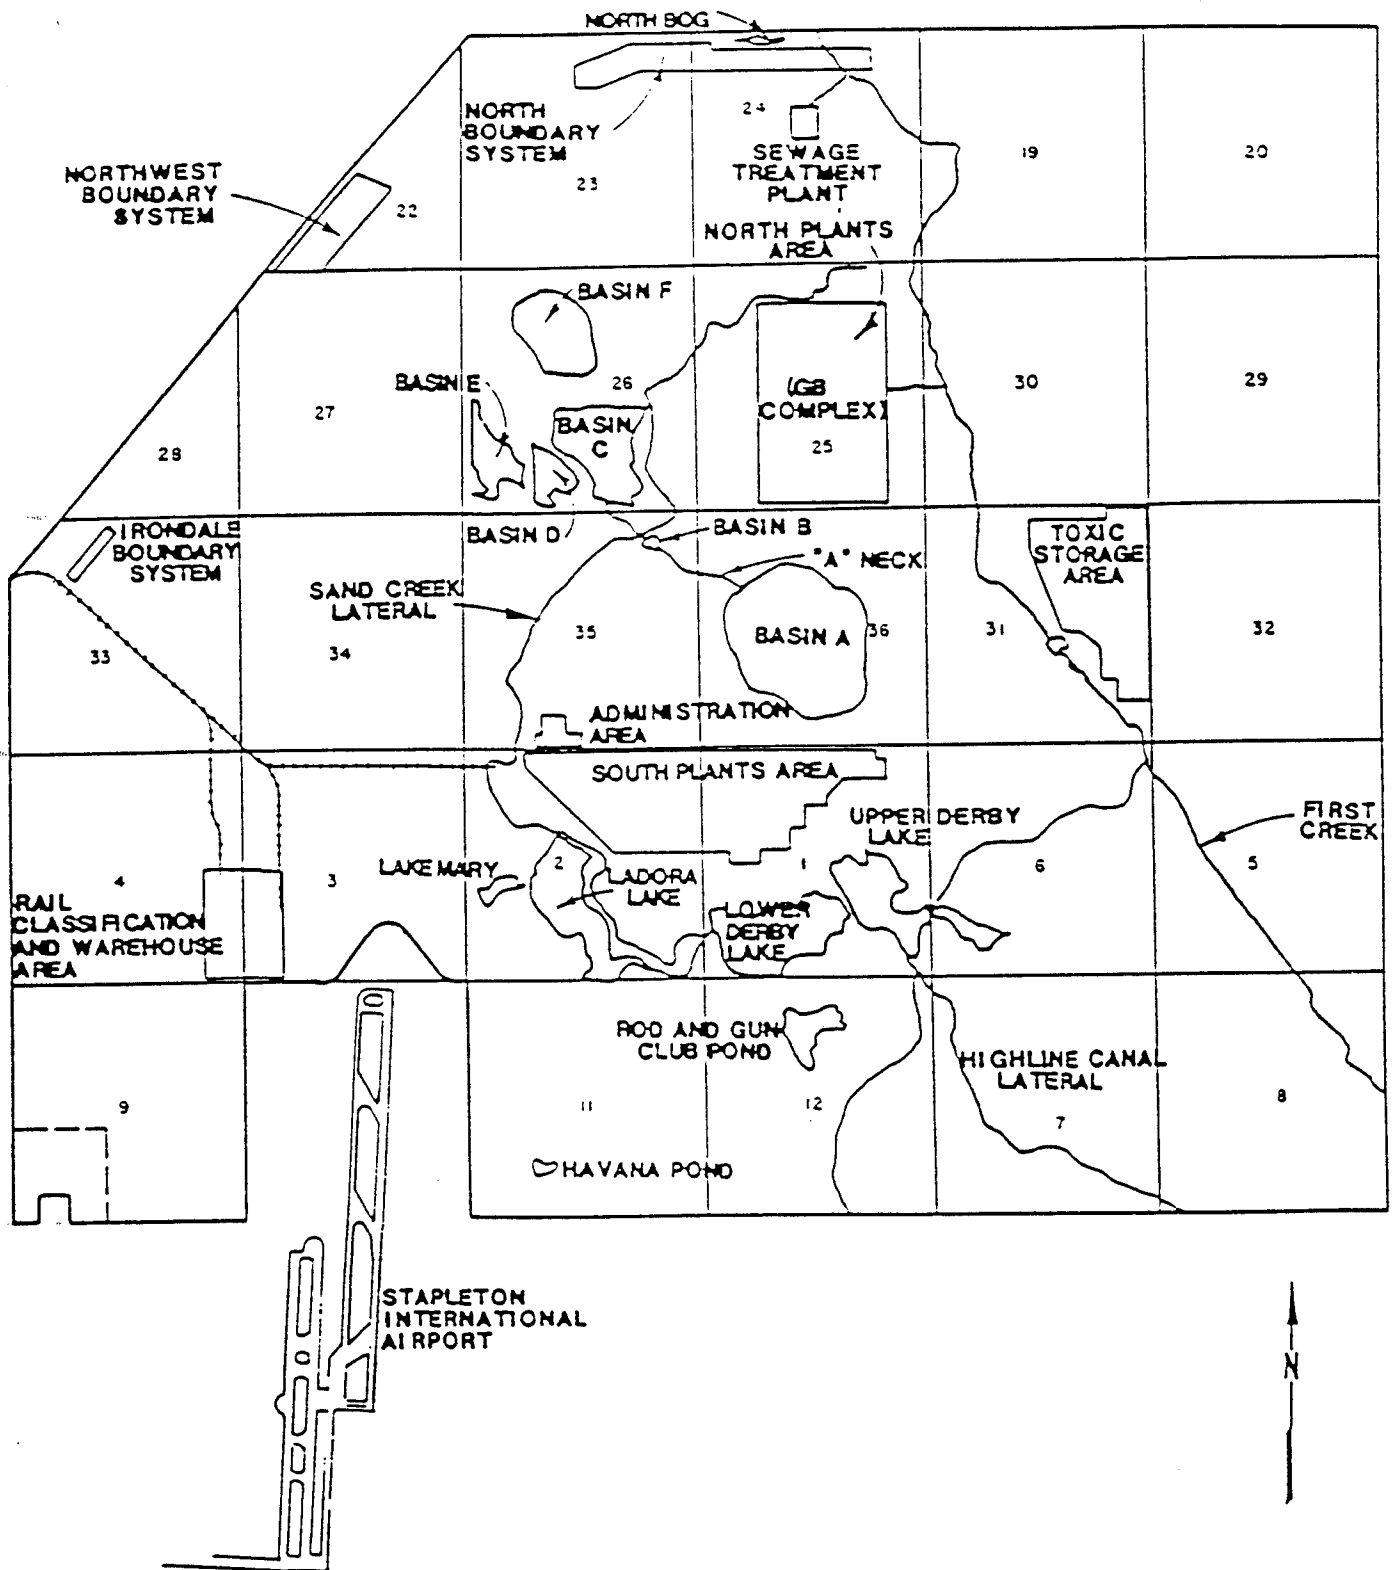 NORTH BOG
NORTH
BOUNDARY
SYSTEM
24
SEWAGE
TREATMENT
PLANT
19
20
NORTHWEST
BOUNDARY
SYSTEM
23
22
NORTH PLANTS
AREA
BASIN F
BASIN E
26
27
28
BASIN
C
(GB
COMPLEX)
25
30
29
IRONDALE
BOUNDARY
SYSTEM
BASIN D
BASIN B
"A" NECK
TOXIC
STORAGE
AREA
SAND CREEK
LATERAL
33
34
35
BASIN A
36
31
32
ADMINISTRATION
AREA
SOUTH PLANTS AREA
UPPER DERBY
LAKE
FIRST
CREEK
LAKE MARY
2
LADORA
LAKE
1
6
5
4
3
RAIL
CLASSIFICATION
AND WAREHOUSE
AREA
LOWER
DERBY
LAKE
ROD AND GUN
CLUB POND
HIGHLINE CANAL
LATERAL
9
11
12
7
8
HAVANA POND
STAPLETON
INTERNATIONAL
AIRPORT
N